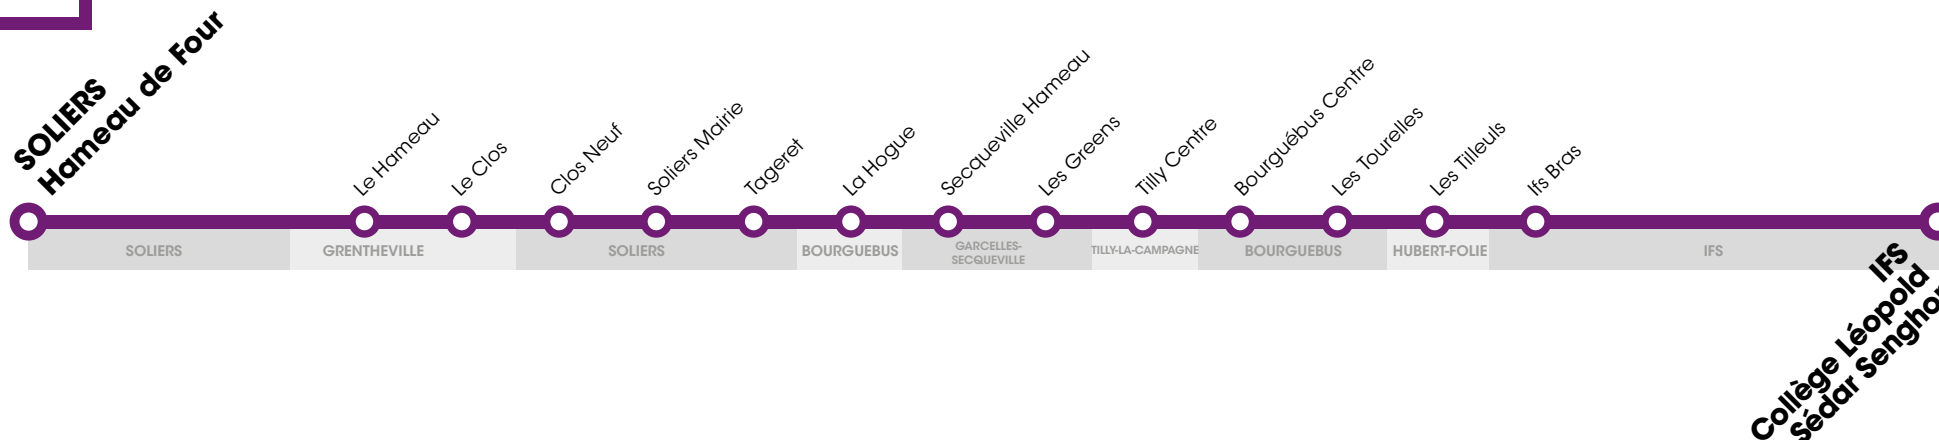 SOLIERS
Hameau de Four
Le Hameau
Le Clos
Clos Neuf
Soliers Mairie
Tageret
La Hogue
Secqueville Hameau
Les Greens
Tilly Centre
Bourguébus Centre
Les Tourelles
Les Tilleuls
Ifs Bras
SOLIERS
GRENTHEVILLE
SOLIERS
BOURGUEBUS
GARCELLES-
SECQUEVILLE
TILLY-LA-CAMPAGNE
BOURGUEBUS
HUBERT-FOLIE
IFS
IFS
Collège Léopold
Sédar Sengho